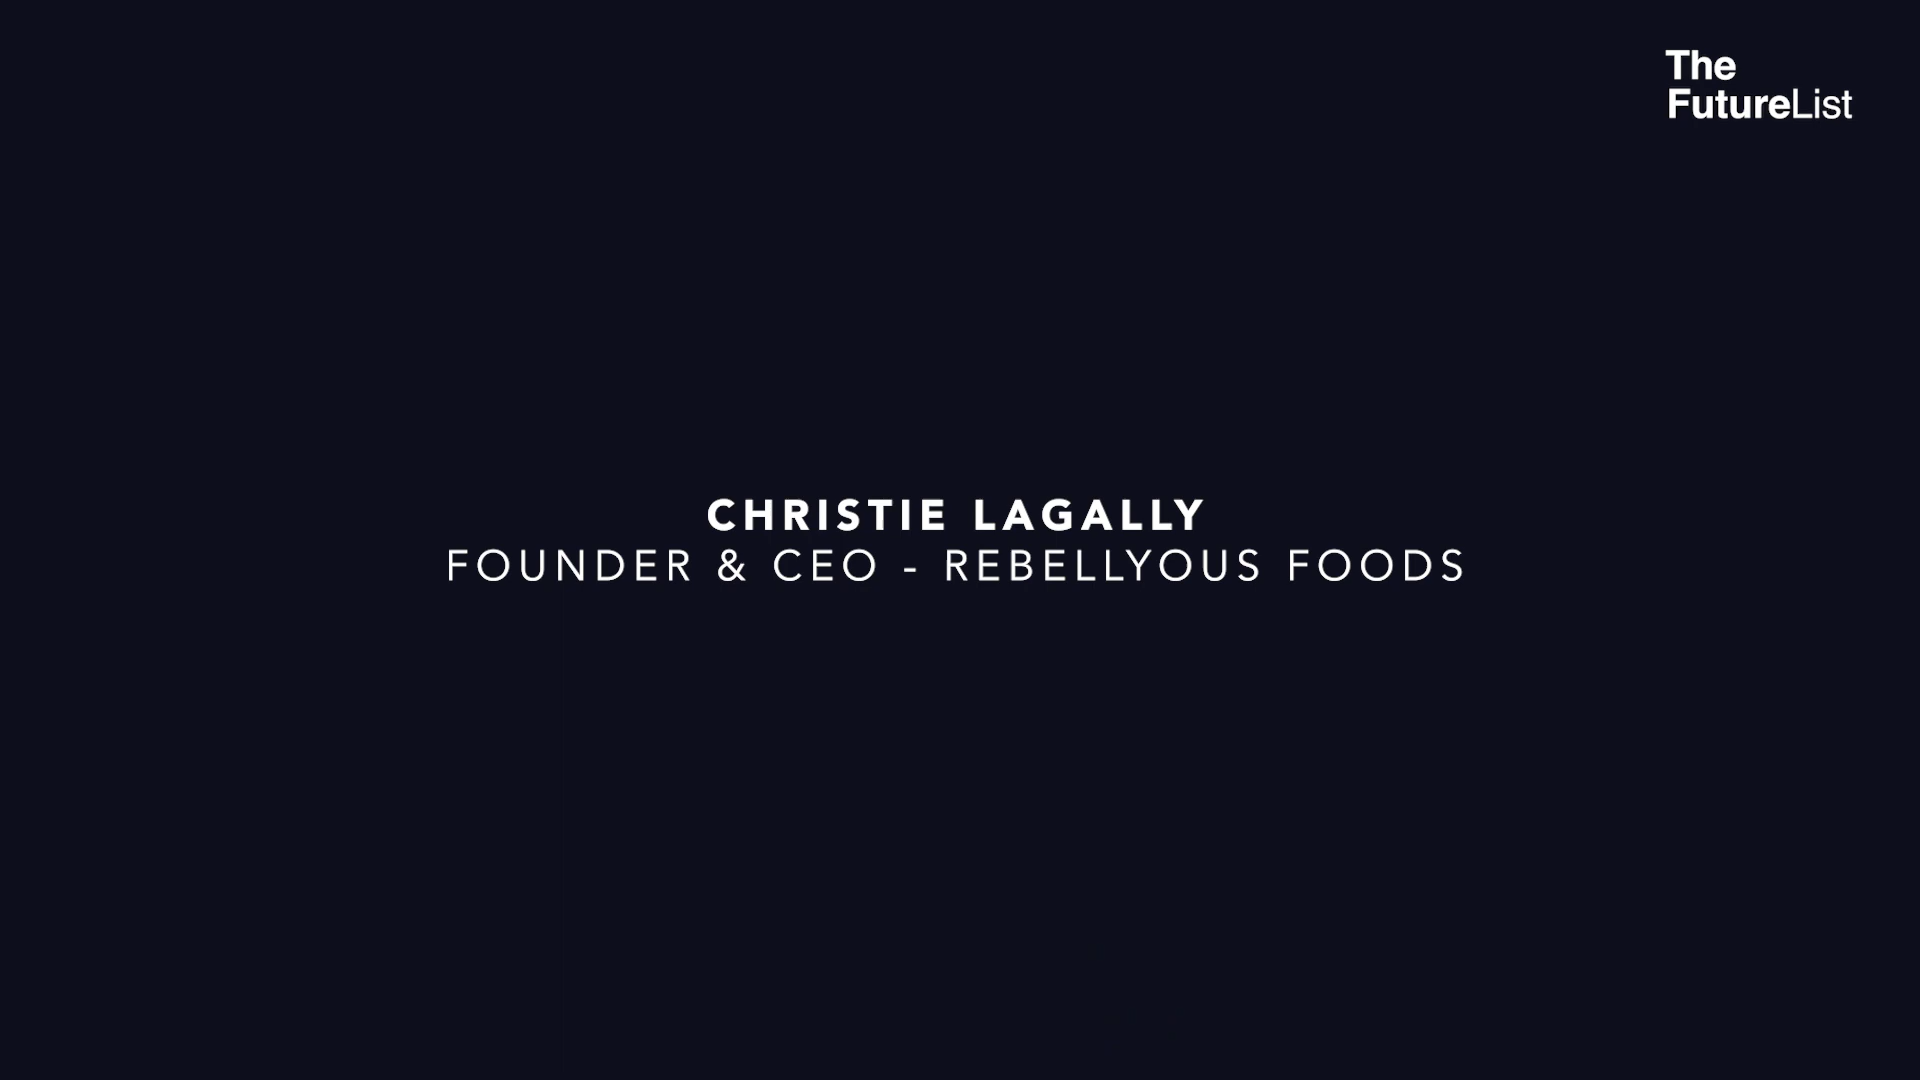 The
FutureList
CHRISTIE LAGALLY
FOUNDER & CEO - REBELLYOUS FOODS